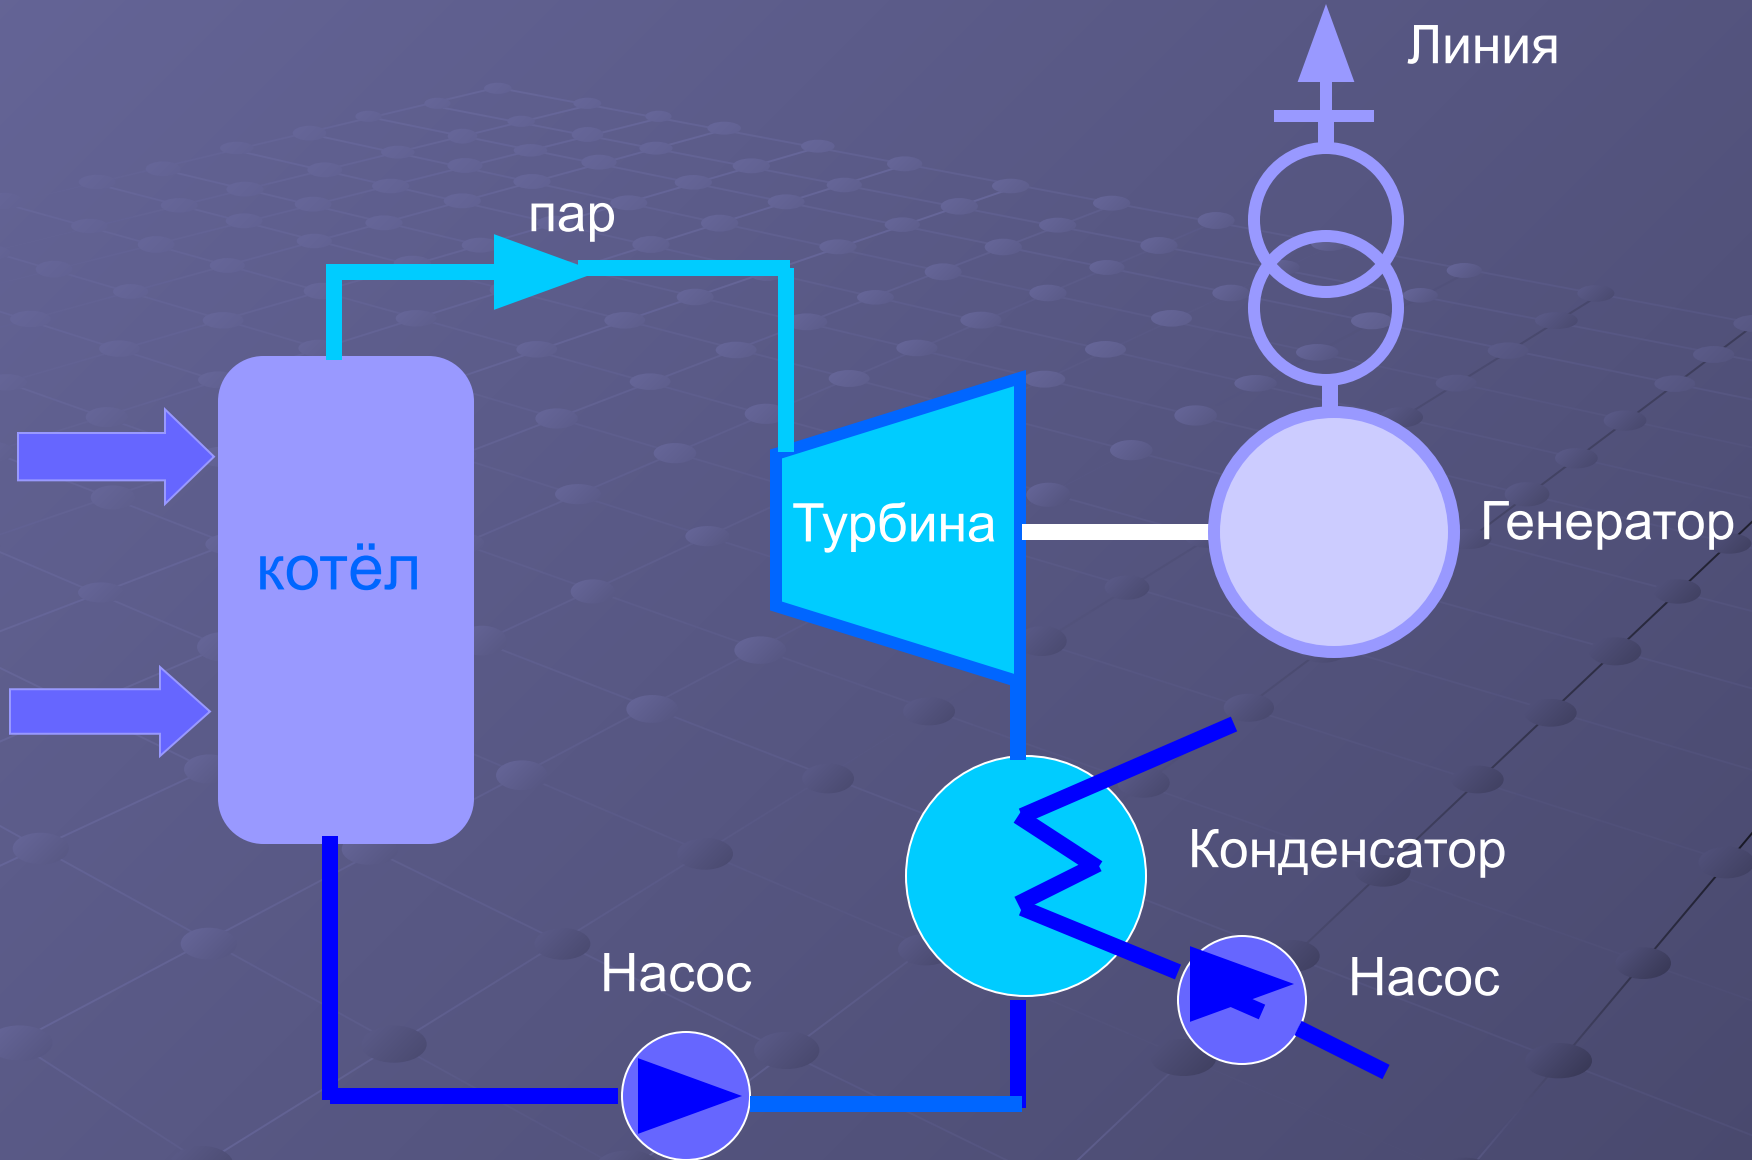 Линия
пар
Турбина
Генератор
котёл
Конденсатор
Насос
Насос